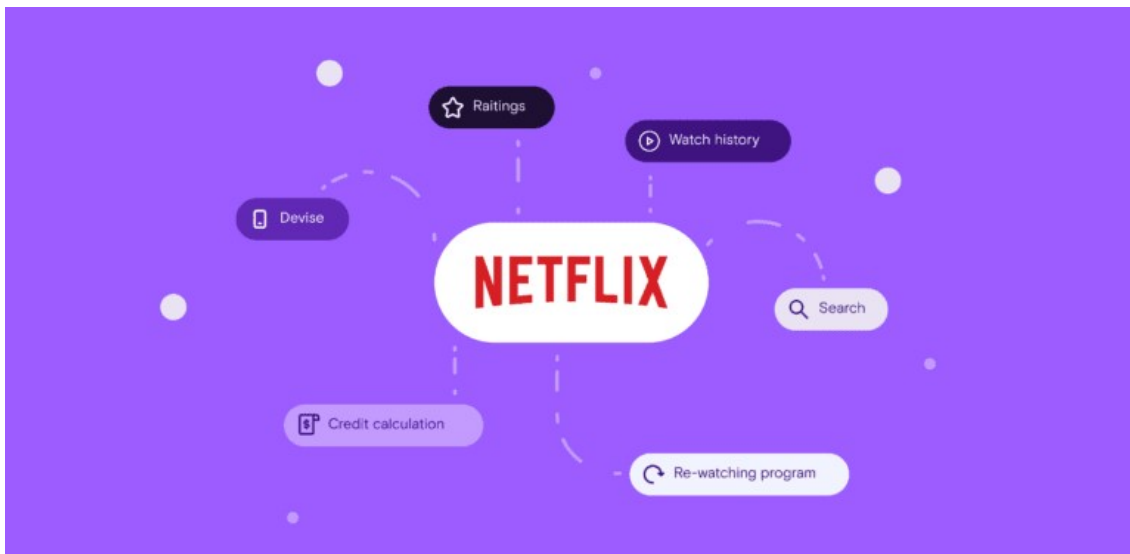 Raitings
Watch history
Devise
NETFLIX
Search
Credit calculation
Re-watching program